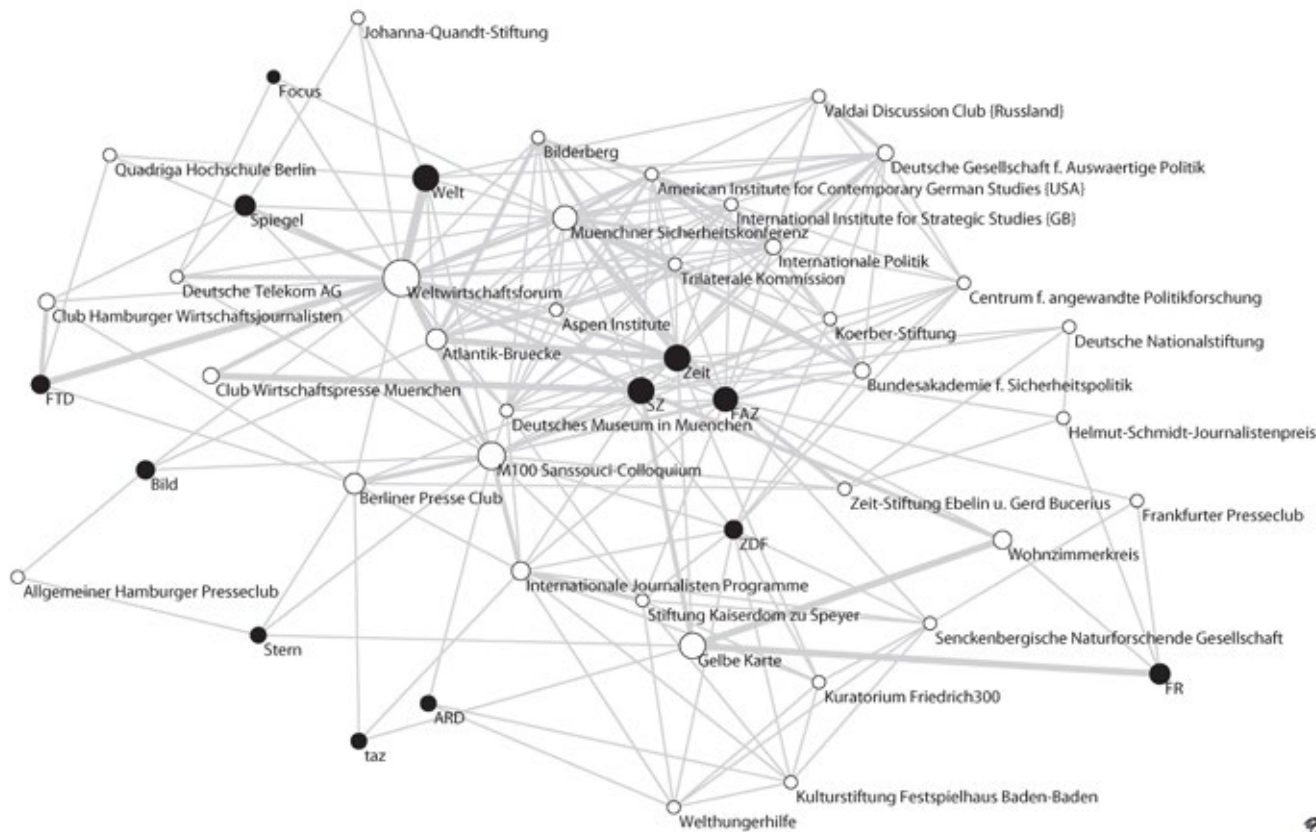 Johanna-Quandt-Stiftung
Focus
Valdai Discussion Club (Russland)
Bilderberg
Quadriga Hochschule Berlin
Deutsche Gesellschaft f. Auswaertige Politik
Welt
American Institute for Contemporary German Studies (USA)
Spiegel
International Institute for Strategic Studies (GB)
Muenchner Sicherheitskonferenz
Internationale Politik
Trilaterale Kommission
Deutsche Telekom AG
Weltwirtschaftsforum
Centrum f. angewandte Politikforschung
Club Hamburger Wirtschaftsjournalisten
Aspen Institute
Koerber-Stiftung
Deutsche Nationalstiftung
Atlantik-Bruecke
Zeit
Bundesakademie f. Sicherheitspolitik
Club Wirtschaftspresse Muenchen
FTD
SZ
FAZ
Deutsches Museum in Muenchen
Helmut-Schmidt-Journalistenpreis
M100 Sanssouci-Colloquium
Bild
Berliner Presse Club
Zeit-Stiftung Ebelin u. Gerd Bucerius
Frankfurter Presseclub
ZDF
Wohnzimmerkreis
Allgemeiner Hamburger Presseclub
Internationale Journalisten Programme
Stiftung Kaiserdom zu Speyer
Senckenbergische Naturforschende Gesellschaft
Stern
Gelbe Karte
FR
Kuratorium Friedrich300
ARD
taz
Kulturstiftung Festspielhaus Baden-Baden
Welthungerhilfe